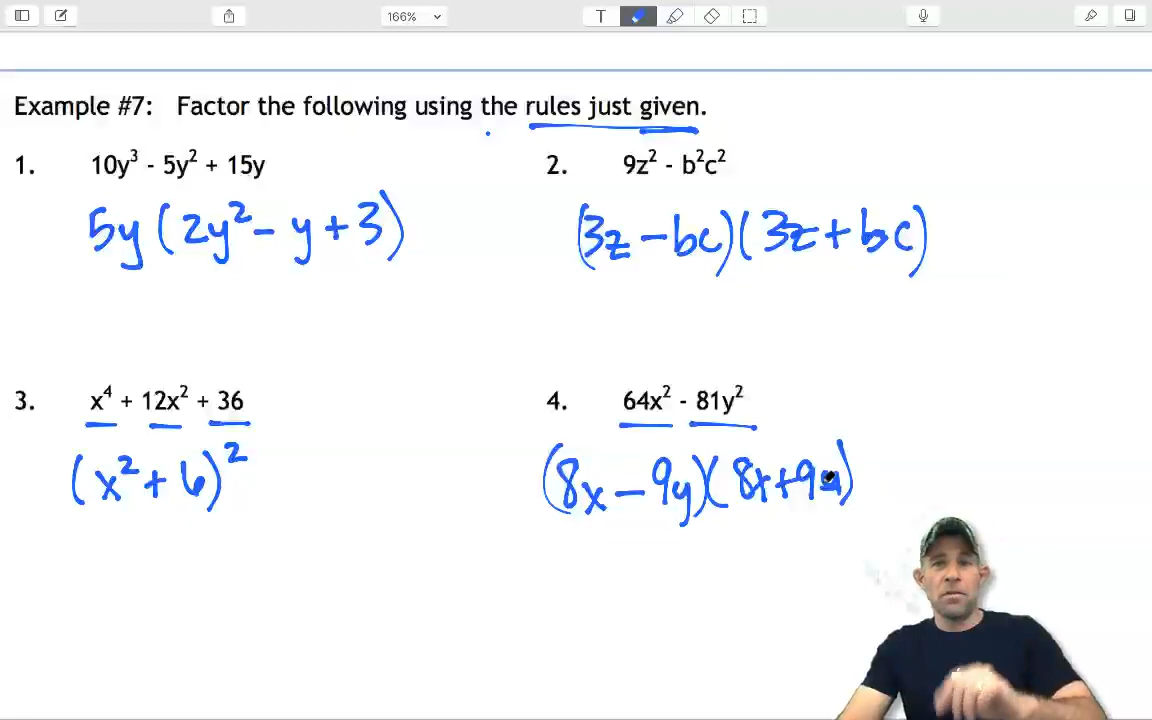 166%
T
Example #7: Factor the following using the rules just given.
1. 10y³ - 5y² + 15y
5y(2y² - y + 3)
2. 9z² - b²c²
(3z - bc)(3z + bc)
3. x⁴ + 12x² + 36
(x² + 6)²
4. 64x² - 81y²
(8x - 9y)(8x + 9y)